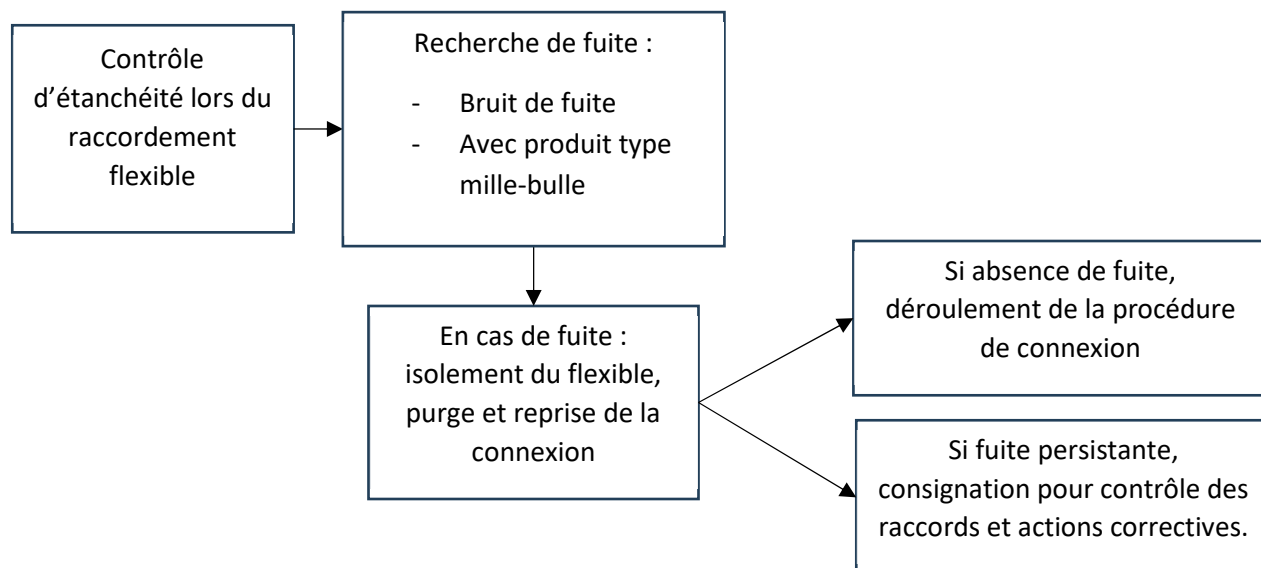 Contrôle
d’étanchéité lors du
raccordement
flexible
Recherche de fuite :
- Bruit de fuite
- Avec produit type
mille-bulle
En cas de fuite :
isolement du flexible,
purge et reprise de la
connexion
Si absence de fuite,
déroulement de la procédure
de connexion
Si fuite persistante,
consignation pour contrôle des
raccords et actions correctives.